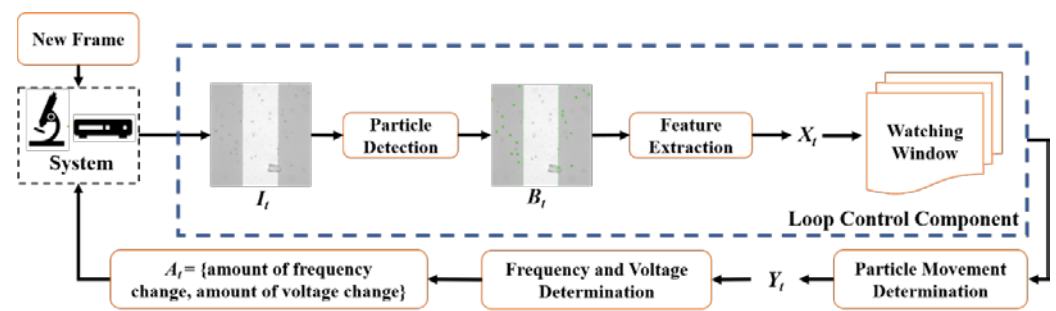 New Frame
System
I_t
Particle
Detection
B_t
Feature
Extraction
X_t
Watching
Window
Loop Control Component
A_t = {amount of frequency
change, amount of voltage change}
Frequency and Voltage
Determination
Y_t
Particle Movement
Determination